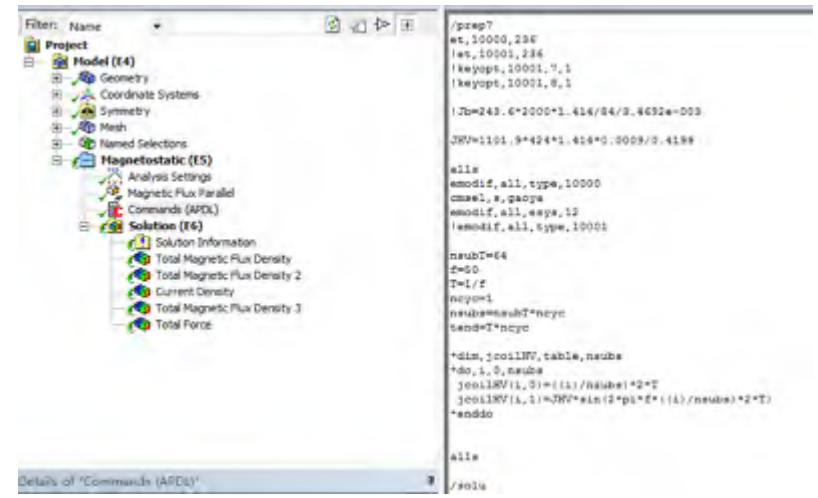 Filter: Name
Project
Model (E4)
Geometry
Coordinate Systems
Symmetry
Mesh
Named Selections
Magnetostatic (E5)
Analysis Settings
Magnetic Flux Parallel
Commands (APDL)
Solution (E6)
Solution Information
Total Magnetic Flux Density
Total Magnetic Flux Density 2
Current Density
Total Magnetic Flux Density 3
Total Force
Details of "Commands (APDL)"
/prep7
et,10000,236
!et,10001,236
!keyopt,10001,7,1
!keyopt,10001,8,1
!Jb=243.6*2000*1.414/84/3.4692e-003
JHV=1101.9*424*1.414*0.0009/0.4198
alls
emodif,all,type,10000
cmsel,s,gaoya
emodif,all,esys,12
!emodif,all,type,10001
nsubT=64
f=50
T=1/f
ncyc=1
nsubs=nsubT*ncyc
tend=T*ncyc
*dim,jcoilHV,table,nsubs
*do,i,0,nsubs
jcoilHV(i,0)=((i)/nsubs)*2*T
jcoilHV(i,1)=JHV*sin(2*pi*f*((i)/nsubs)*2*T)
*enddo
alls
/solu